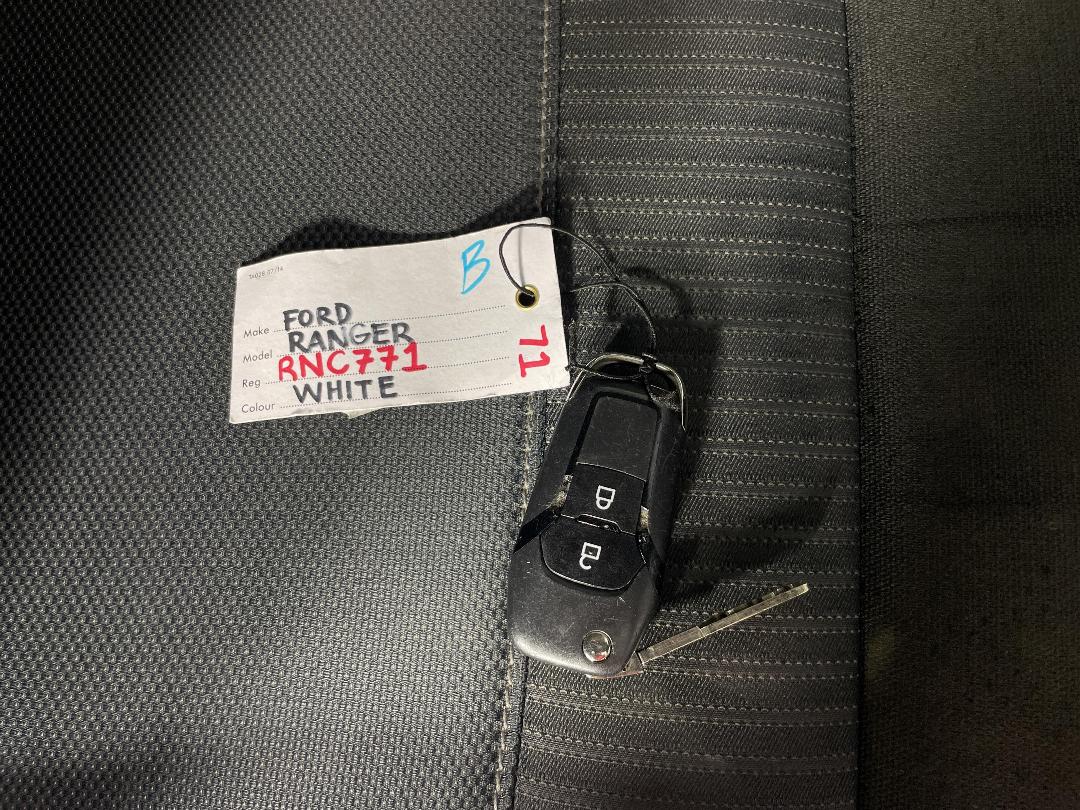 B
Make FORD
Model RANGER
Reg RNC771
Colour WHITE
71